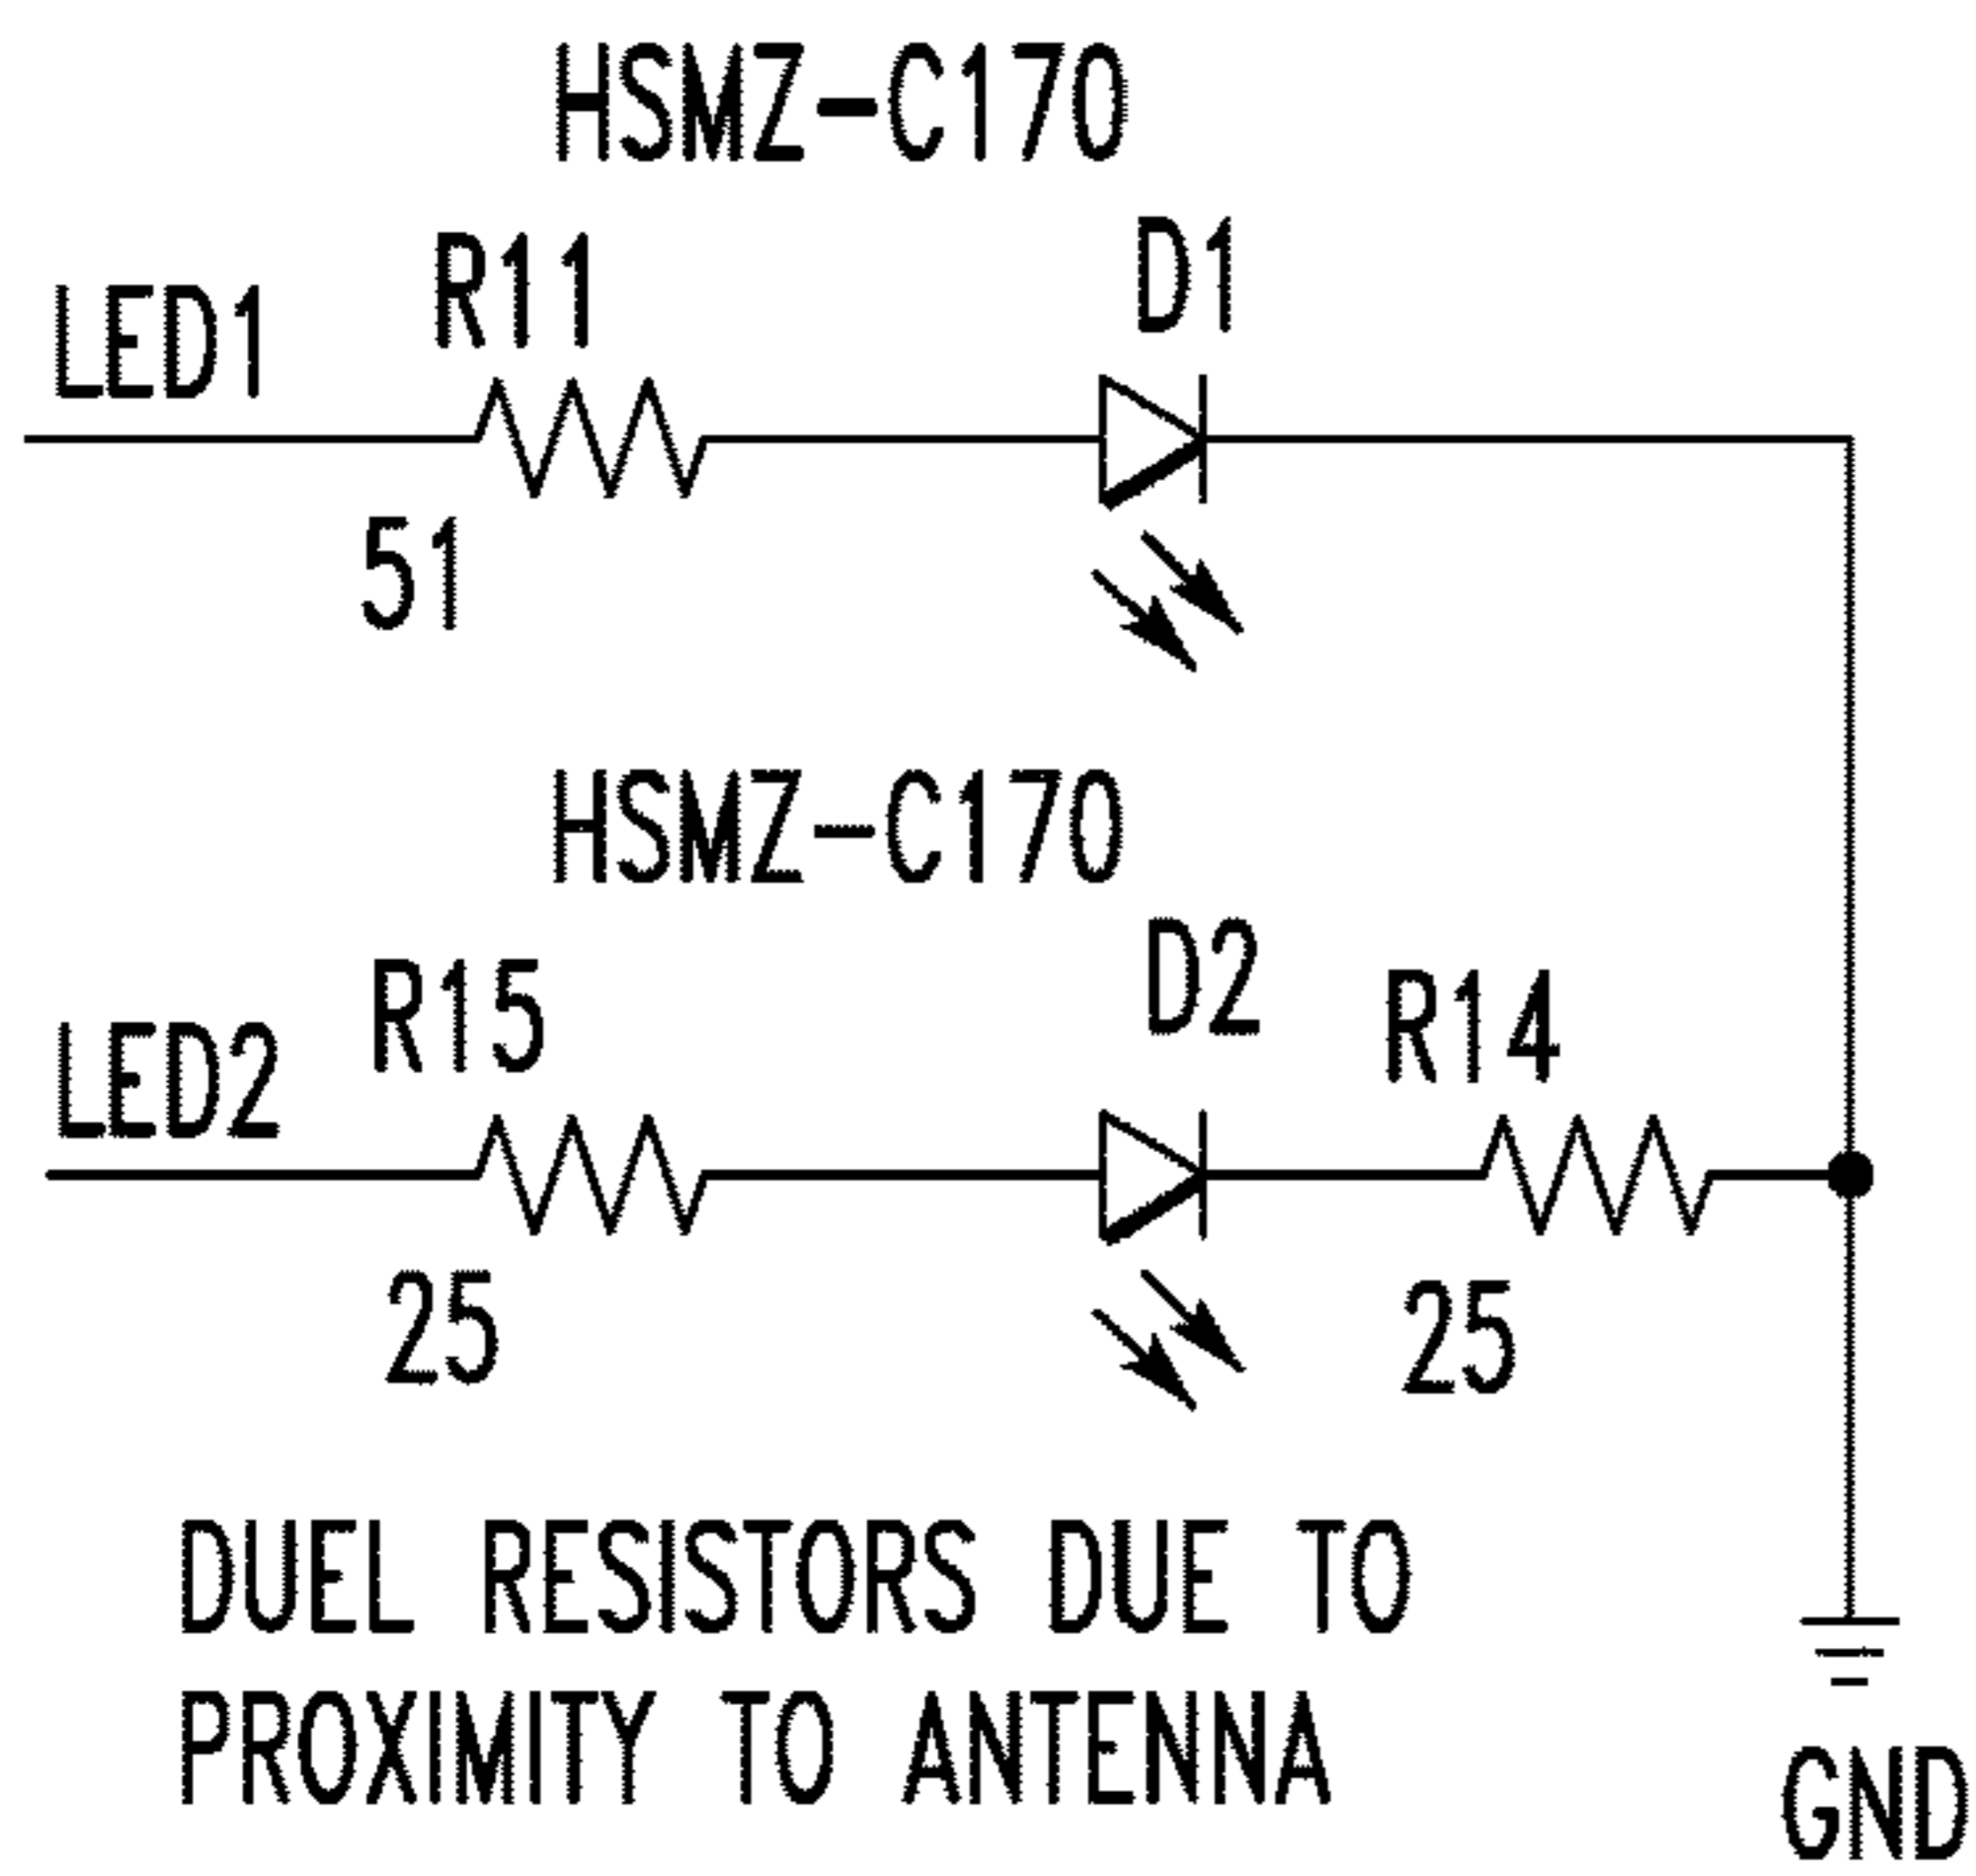 HSMZ-C170
D1
R11
LED1
51
HSMZ-C170
D2
R15
R14
LED2
25
25
DUEL RESISTORS DUE TO
PROXIMITY TO ANTENNA
GND